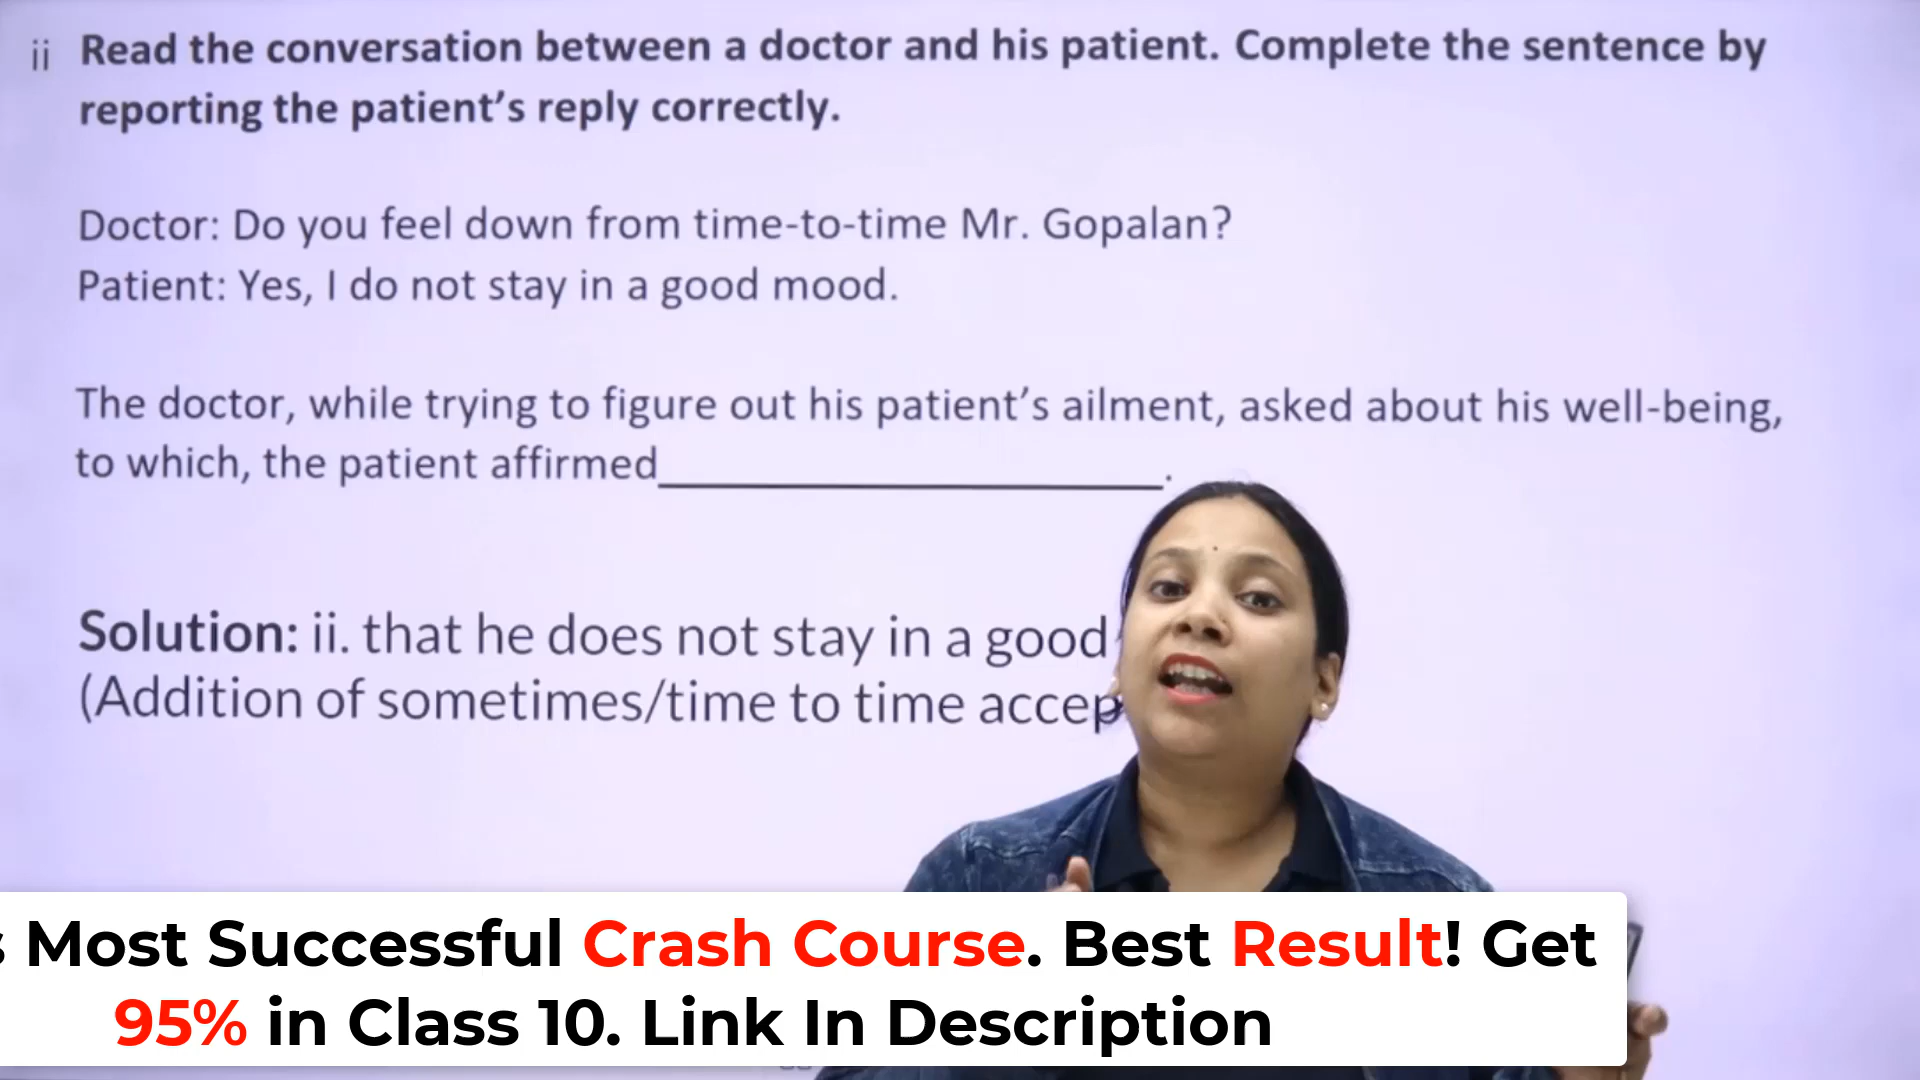 ii Read the conversation between a doctor and his patient. Complete the sentence by
reporting the patient’s reply correctly.
Doctor: Do you feel down from time-to-time Mr. Gopalan?
Patient: Yes, I do not stay in a good mood.
The doctor, while trying to figure out his patient’s ailment, asked about his well-being,
to which, the patient affirmed____________________.
Solution: ii. that he does not stay in a good
(Addition of sometimes/time to time accep
s Most Successful Crash Course. Best Result! Get
95% in Class 10. Link In Description